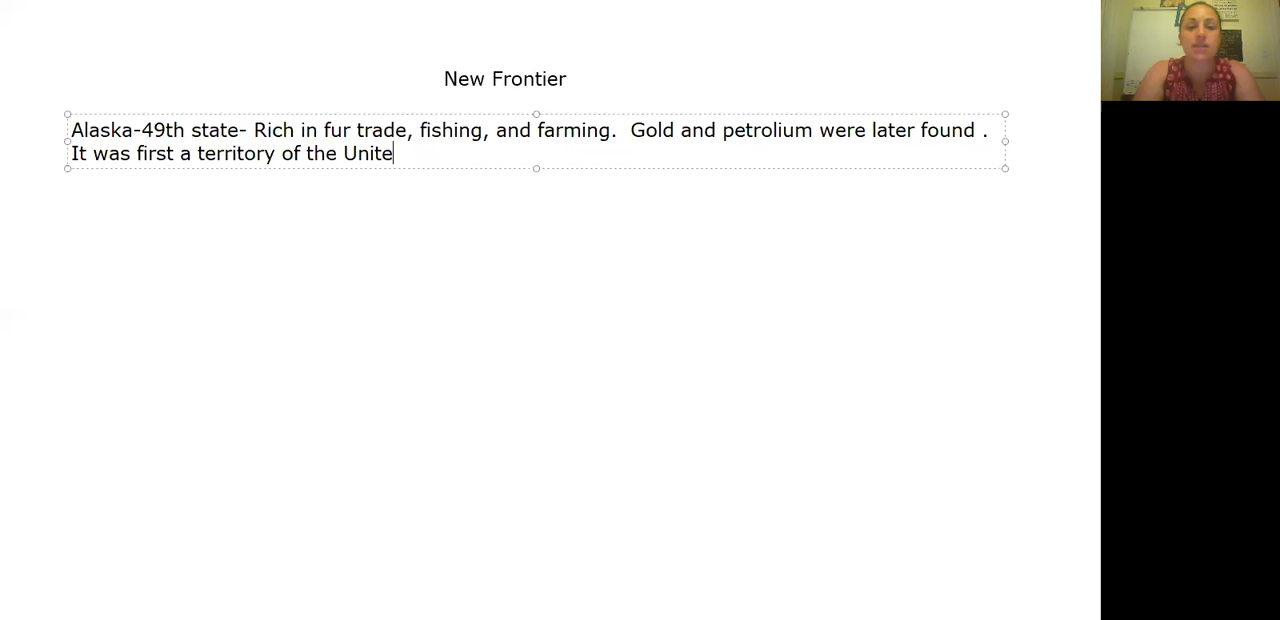 New Frontier
Alaska-49th state- Rich in fur trade, fishing, and farming.  Gold and petrolium were later found .
It was first a territory of the Unite